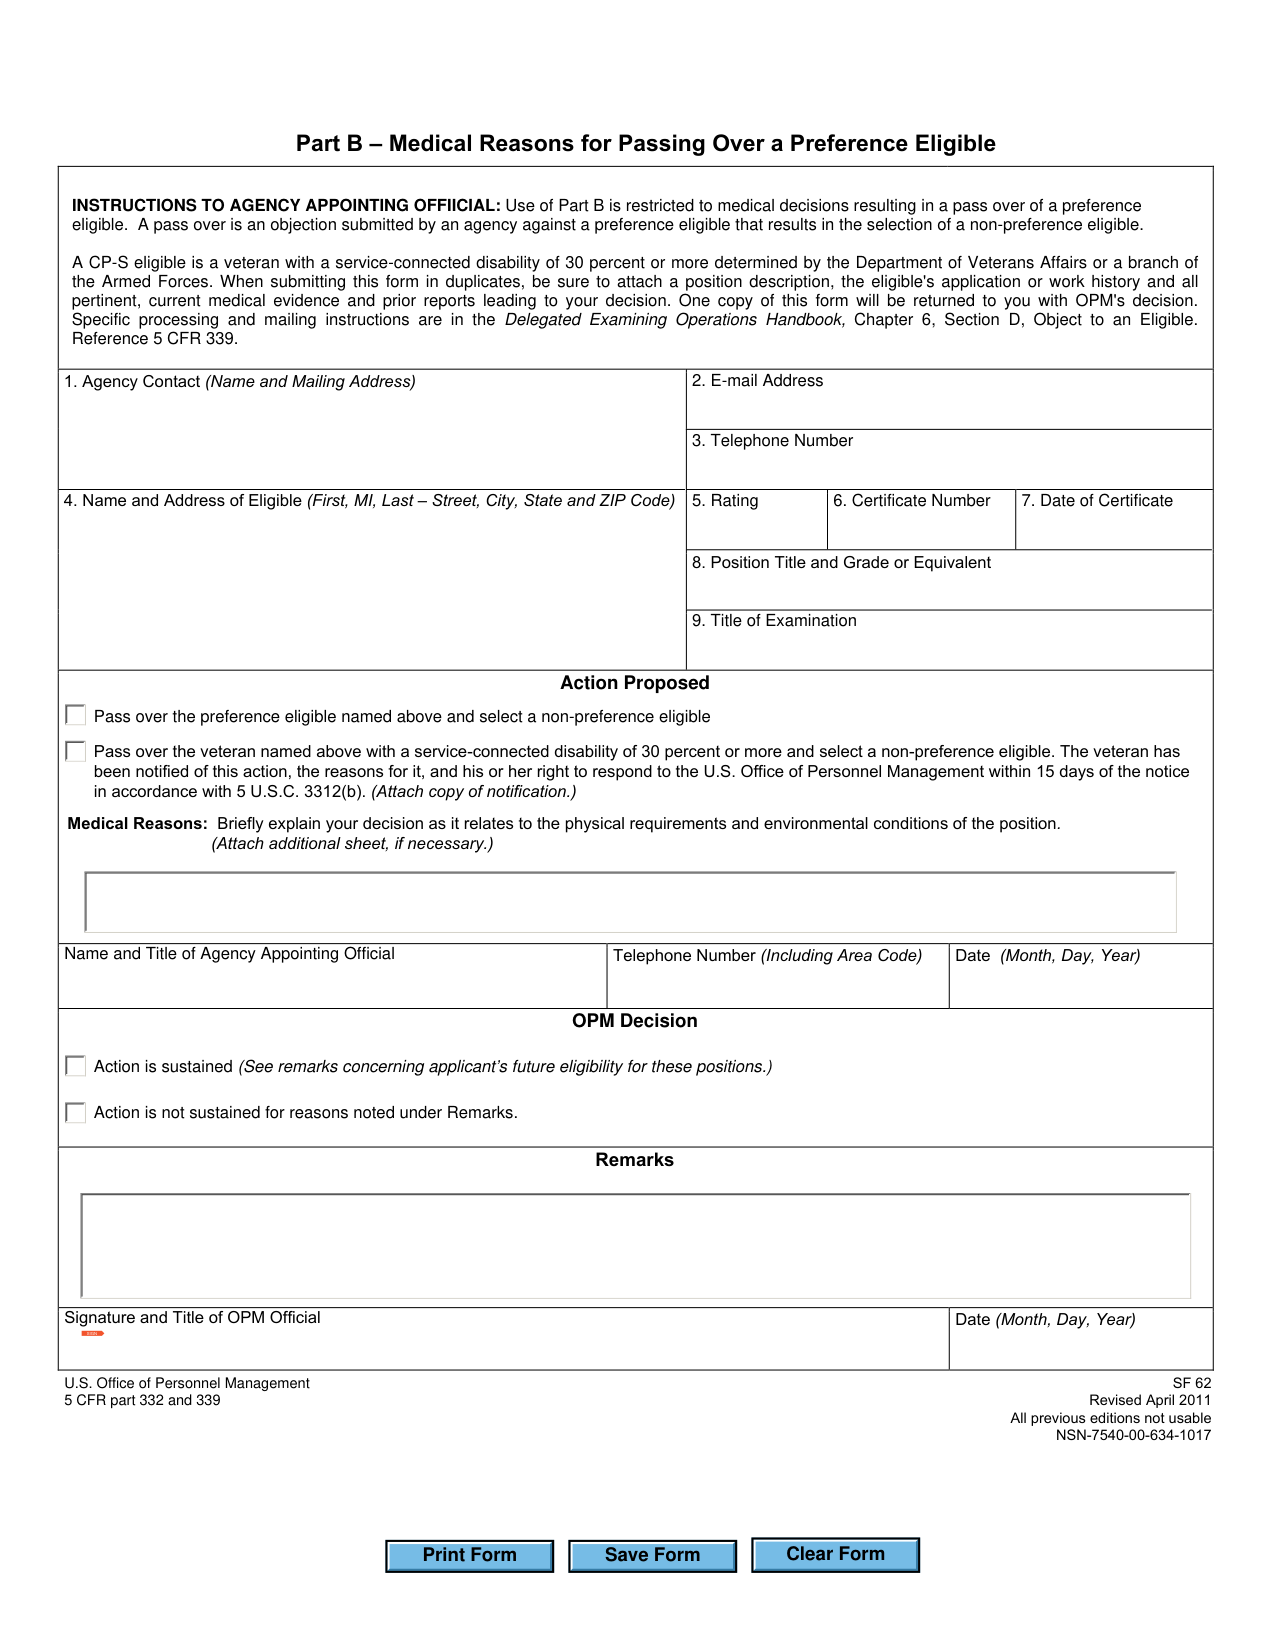 Part B – Medical Reasons for Passing Over a Preference Eligible
INSTRUCTIONS TO AGENCY APPOINTING OFFIICIAL: Use of Part B is restricted to medical decisions resulting in a pass over of a preference
eligible. A pass over is an objection submitted by an agency against a preference eligible that results in the selection of a non-preference eligible.
A CP-S eligible is a veteran with a service-connected disability of 30 percent or more determined by the Department of Veterans Affairs or a branch of
the Armed Forces. When submitting this form in duplicates, be sure to attach a position description, the eligible's application or work history and all
pertinent, current medical evidence and prior reports leading to your decision. One copy of this form will be returned to you with OPM's decision.
Specific processing and mailing instructions are in the Delegated Examining Operations Handbook, Chapter 6, Section D, Object to an Eligible.
Reference 5 CFR 339.
1. Agency Contact (Name and Mailing Address)
2. E-mail Address
3. Telephone Number
4. Name and Address of Eligible (First, MI, Last – Street, City, State and ZIP Code)
5. Rating
6. Certificate Number
7. Date of Certificate
8. Position Title and Grade or Equivalent
9. Title of Examination
Action Proposed
Pass over the preference eligible named above and select a non-preference eligible
Pass over the veteran named above with a service-connected disability of 30 percent or more and select a non-preference eligible. The veteran has
been notified of this action, the reasons for it, and his or her right to respond to the U.S. Office of Personnel Management within 15 days of the notice
in accordance with 5 U.S.C. 3312(b). (Attach copy of notification.)
Medical Reasons: Briefly explain your decision as it relates to the physical requirements and environmental conditions of the position.
(Attach additional sheet, if necessary.)
Name and Title of Agency Appointing Official
Telephone Number (Including Area Code)
Date (Month, Day, Year)
OPM Decision
Action is sustained (See remarks concerning applicant’s future eligibility for these positions.)
Action is not sustained for reasons noted under Remarks.
Remarks
Signature and Title of OPM Official
Date (Month, Day, Year)
U.S. Office of Personnel Management
5 CFR part 332 and 339
SF 62
Revised April 2011
All previous editions not usable
NSN-7540-00-634-1017
Print Form
Save Form
Clear Form